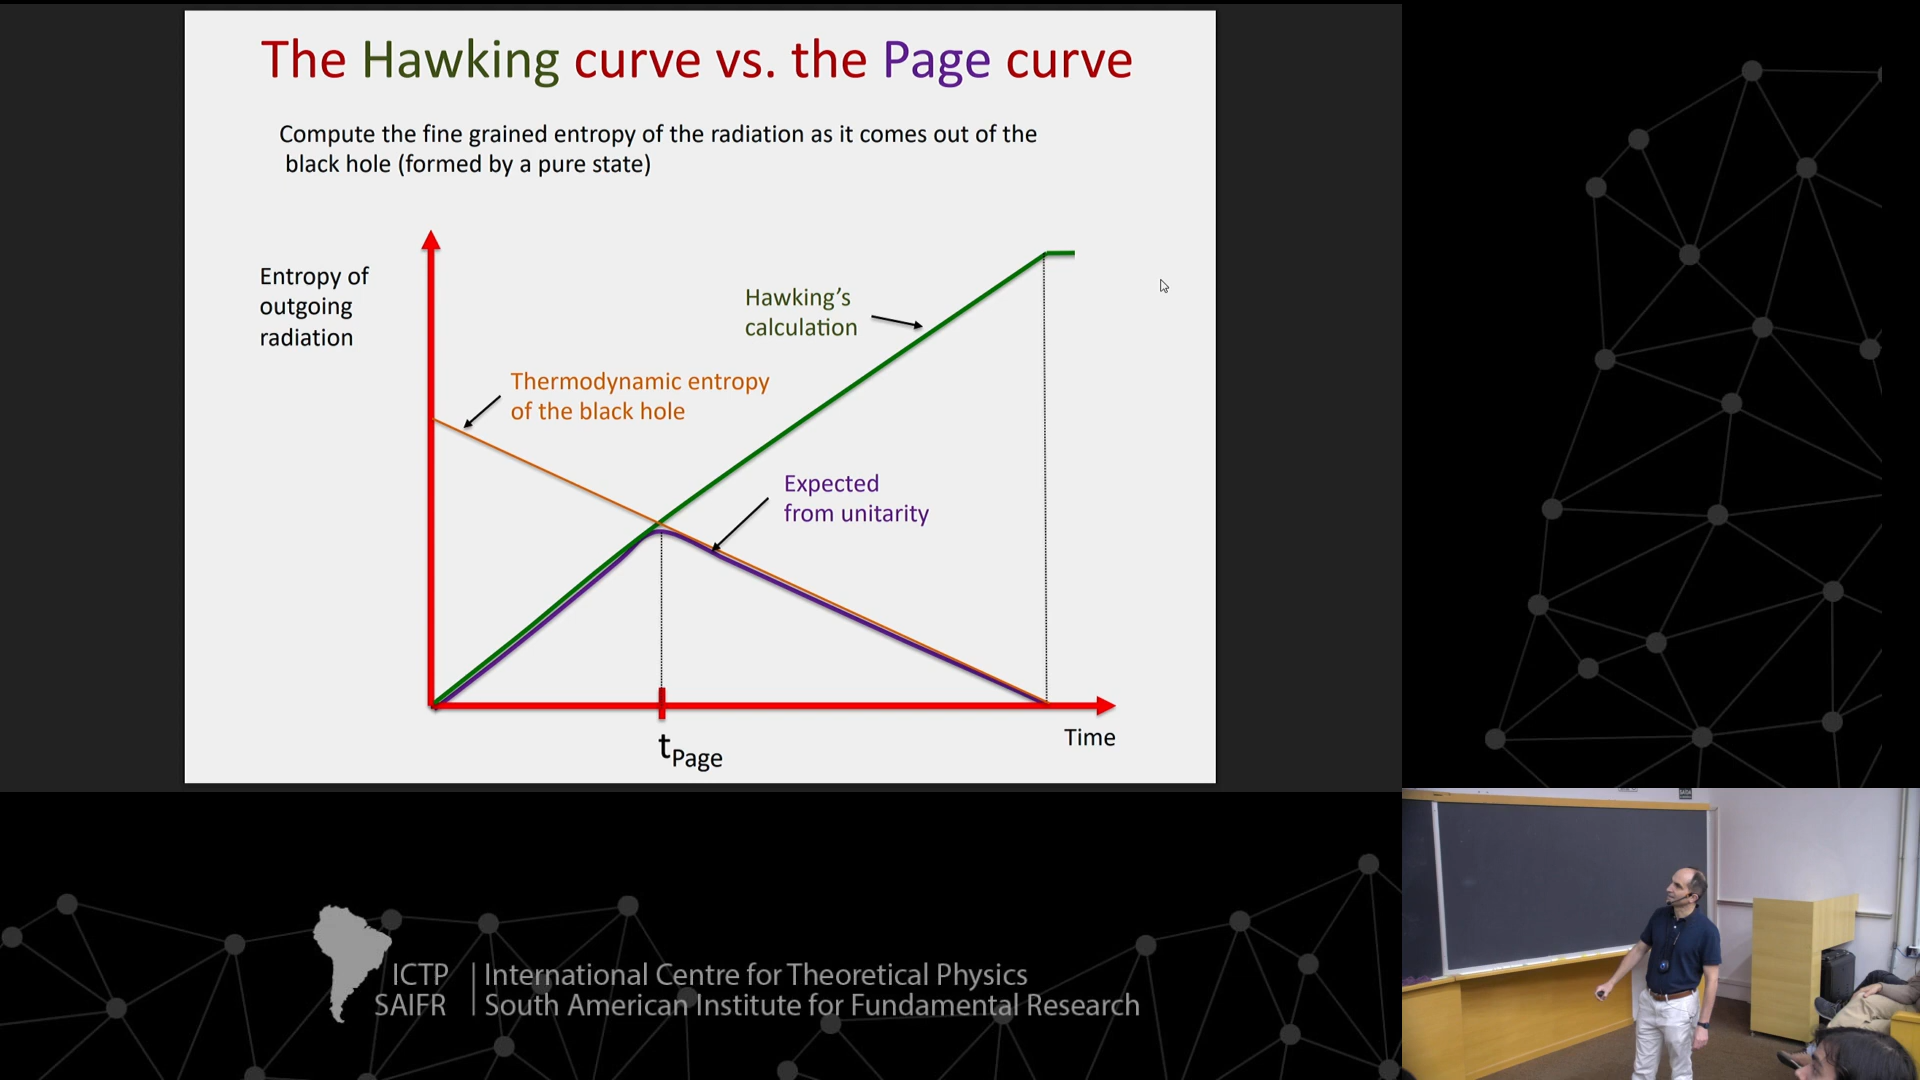 The Hawking curve vs. the Page curve
Compute the fine grained entropy of the radiation as it comes out of the
black hole (formed by a pure state)
Entropy of
outgoing
radiation
Hawking’s
calculation
Thermodynamic entropy
of the black hole
Expected
from unitarity
tPage
Time
ICTP | International Centre for Theoretical Physics
SAIFR | South American Institute for Fundamental Research